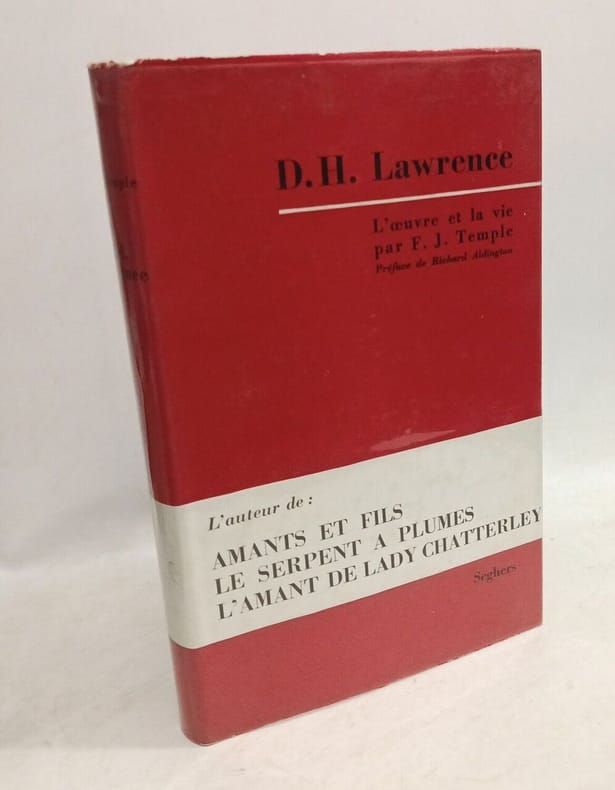 D.H. Lawrence
L'œuvre et la vie
par F. J. Temple
Préface de Richard Aldington
L'auteur de :
AMANTS ET FILS
LE SERPENT A PLUMES
L'AMANT DE LADY CHATTERLEY
Seghers